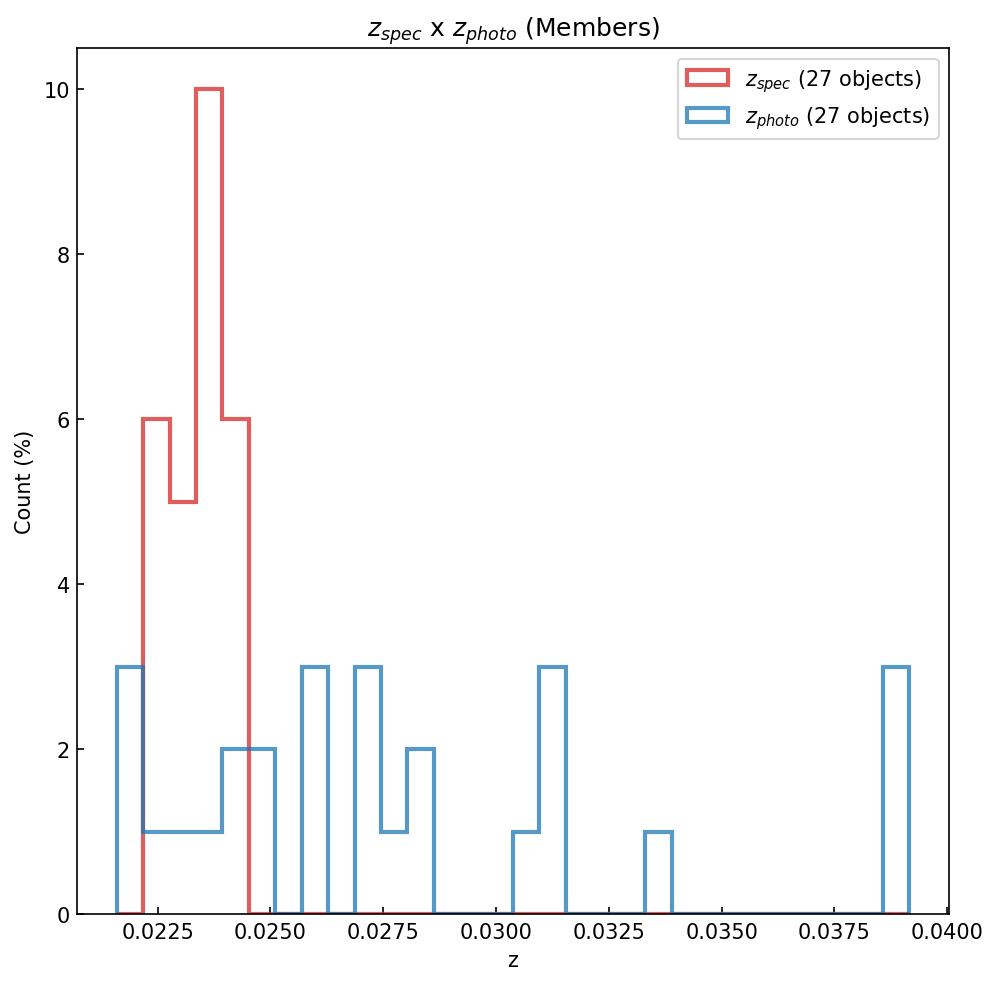 z_spec x z_photo (Members)
z_spec (27 objects)
z_photo (27 objects)
Count (%)
10
8
6
4
2
0
0.0225 0.0250 0.0275 0.0300 0.0325 0.0350 0.0375 0.0400
z